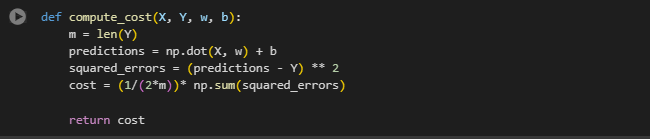 def compute_cost(X, Y, w, b):
    m = len(Y)
    predictions = np.dot(X, w) + b
    squared_errors = (predictions - Y) ** 2
    cost = (1/(2*m))* np.sum(squared_errors)

    return cost